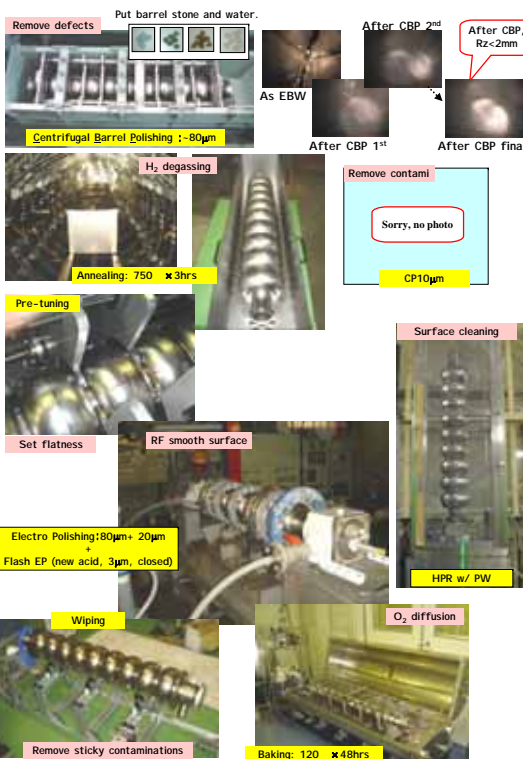 Put barrel stone and water.
Remove defects
After CBP 2nd
After CBP,
Rz<2mm
As EBW
After CBP 1st
After CBP fina
Centrifugal Barrel Polishing :~80μm
H2 degassing
Remove contami
Sorry, no photo
Annealing: 750 ×3hrs
CP10μm
Pre-tuning
Surface cleaning
Set flatness
RF smooth surface
Electro Polishing:80μm+ 20μm
+
Flash EP (new acid, 3μm, closed)
HPR w/ PW
Wiping
O2 diffusion
Remove sticky contaminations
Baking: 120 ×48hrs